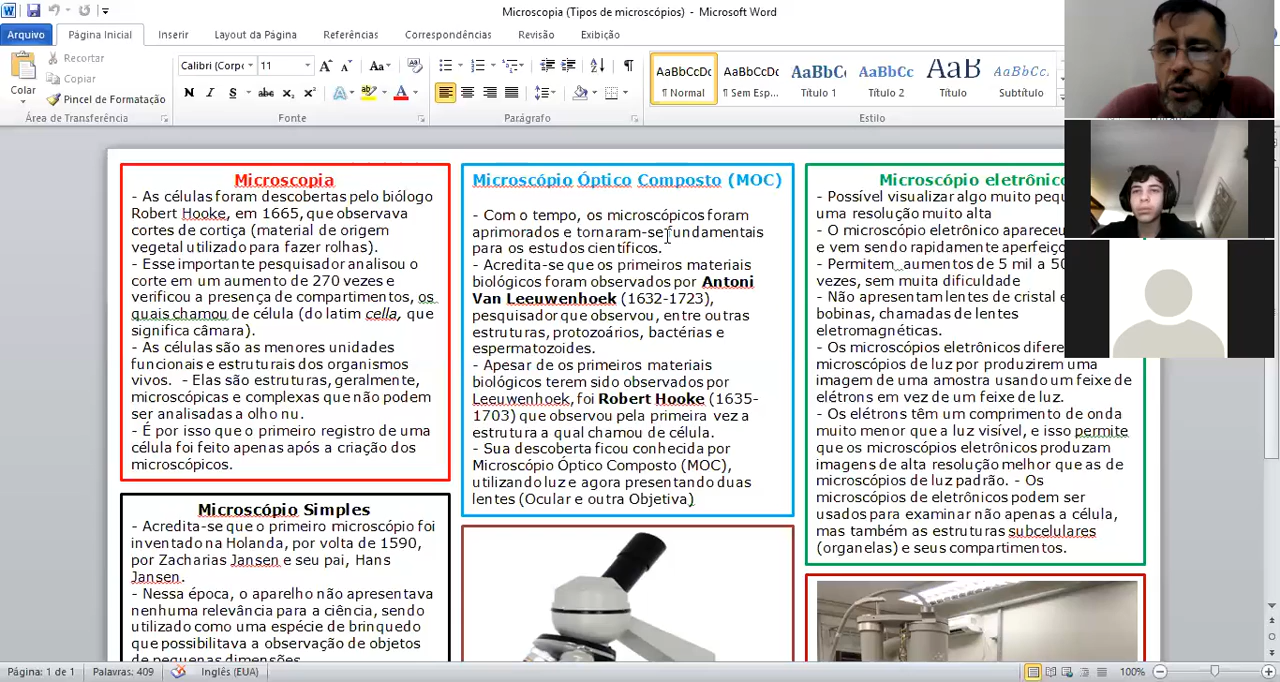 Microscopia (Tipos de microscópios) - Microsoft Word
Arquivo
Página Inicial
Inserir
Layout da Página
Referências
Correspondências
Revisão
Exibição
Colar
Recortar
Copiar
Pincel de Formatação
Área de Transferência
Calibri (Corpo
11
Fonte
Parágrafo
AaBbCcDc
¶ Normal
AaBbCcDc
¶ Sem Esp...
AaBbC
Título 1
AaBbCc
Título 2
AaB
Título
AaBbCc.
Subtítulo
Estilo
Microscopia
- As células foram descobertas pelo biólogo
Robert Hooke, em 1665, que observava
cortes de cortiça (material de origem
vegetal utilizado para fazer rolhas).
- Esse importante pesquisador analisou o
corte em um aumento de 270 vezes e
verificou a presença de compartimentos, os
quais chamou de célula (do latim cella, que
significa câmara).
- As células são as menores unidades
funcionais e estruturais dos organismos
vivos. - Elas são estruturas, geralmente,
microscópicas e complexas que não podem
ser analisadas a olho nu.
- É por isso que o primeiro registro de uma
célula foi feito apenas após a criação dos
microscópicos.
Microscópio Simples
- Acredita-se que o primeiro microscópio foi
inventado na Holanda, por volta de 1590,
por Zacharias Jansen e seu pai, Hans
Jansen.
- Nessa época, o aparelho não apresentava
nenhuma relevância para a ciência, sendo
utilizado como uma espécie de brinquedo
que possibilitava a observação de objetos
de pequenas dimensões.
Microscópio Óptico Composto (MOC)
- Com o tempo, os microscópicos foram
aprimorados e tornaram-se fundamentais
para os estudos científicos.
- Acredita-se que os primeiros materiais
biológicos foram observados por Antoni
Van Leeuwenhoek (1632-1723),
pesquisador que observou, entre outras
estruturas, protozoários, bactérias e
espermatozoides.
- Apesar de os primeiros materiais
biológicos terem sido observados por
Leeuwenhoek, foi Robert Hooke (1635-
1703) que observou pela primeira vez a
estrutura a qual chamou de célula.
- Sua descoberta ficou conhecida por
Microscópio Óptico Composto (MOC),
utilizando luz e agora presentando duas
lentes (Ocular e outra Objetiva)
Microscópio eletrônico
- Possível visualizar algo muito pequ
uma resolução muito alta
- O microscópio eletrônico apareceu
e vem sendo rapidamente aperfeiço
- Permitem aumentos de 5 mil a 50
vezes, sem muita dificuldade
- Não apresentam lentes de cristal e
bobinas, chamadas de lentes
eletromagnéticas.
- Os microscópios eletrônicos difere
microscópios de luz por produzirem uma
imagem de uma amostra usando um feixe de
elétrons em vez de um feixe de luz.
- Os elétrons têm um comprimento de onda
muito menor que a luz visível, e isso permite
que os microscópios eletrônicos produzam
imagens de alta resolução melhor que as de
microscópios de luz padrão. - Os
microscópios de eletrônicos podem ser
usados para examinar não apenas a célula,
mas também as estruturas subcelulares
(organelas) e seus compartimentos.
Página: 1 de 1
Palavras: 409
Inglês (EUA)
100%